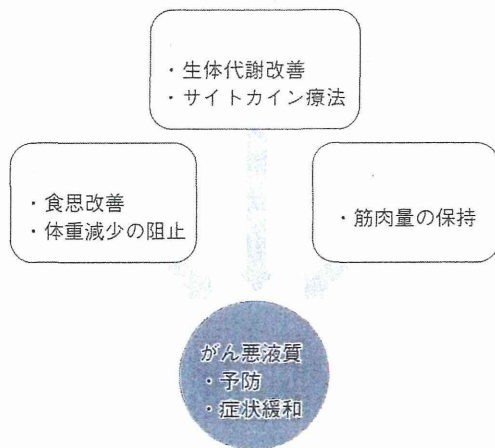 ・生体代謝改善
・サイトカイン療法
・食思改善
・体重減少の阻止
・筋肉量の保持
がん悪液質
・予防
・症状緩和